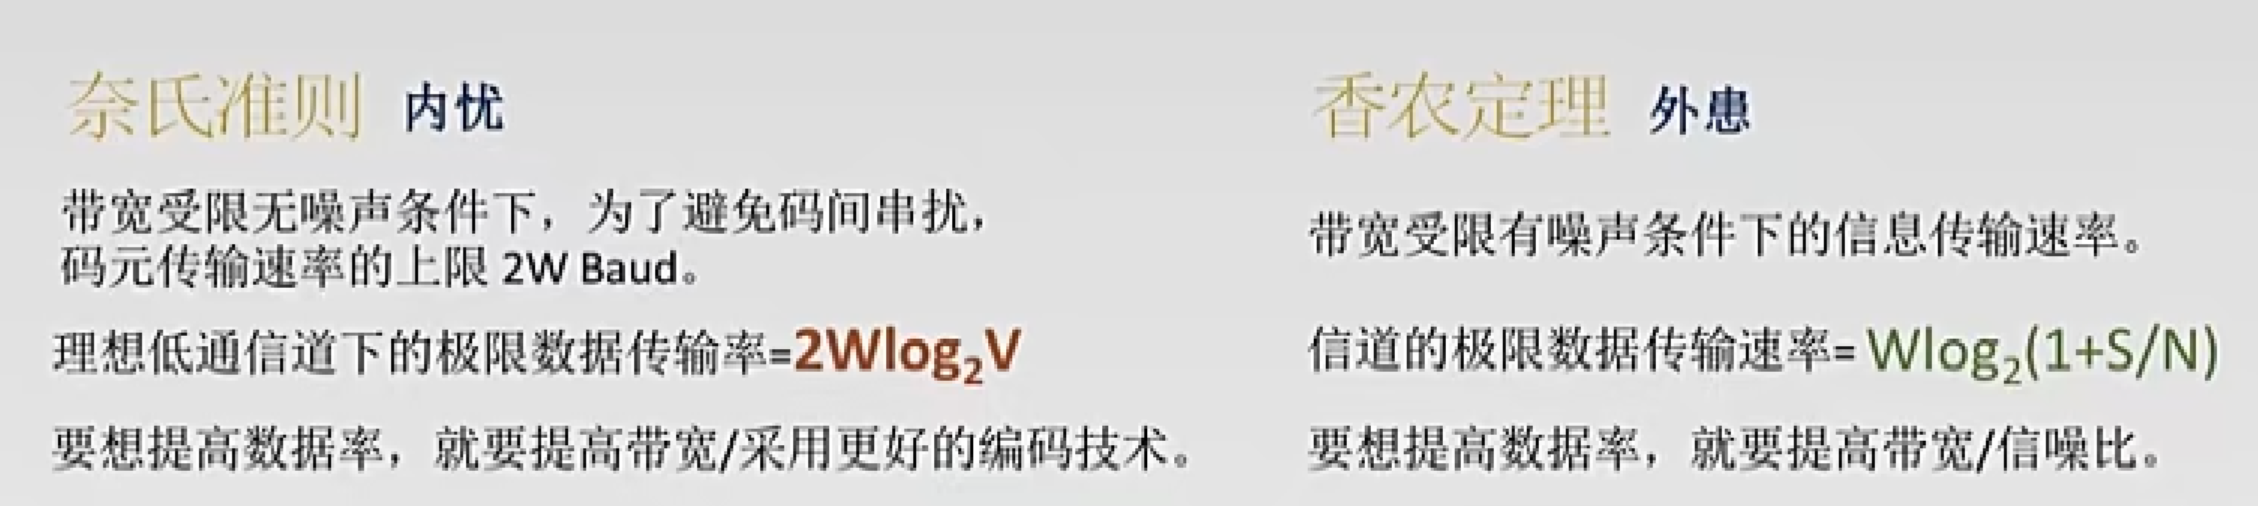 奈氏准则 内忧
带宽受限无噪声条件下，为了避免码间串扰，
码元传输速率的上限 2W Baud。
理想低通信道下的极限数据传输率=2Wlog₂V
要想提高数据率，就要提高带宽/采用更好的编码技术。
香农定理 外患
带宽受限有噪声条件下的信息传输速率。
信道的极限数据传输速率=Wlog₂(1+S/N)
要想提高数据率，就要提高带宽/信噪比。